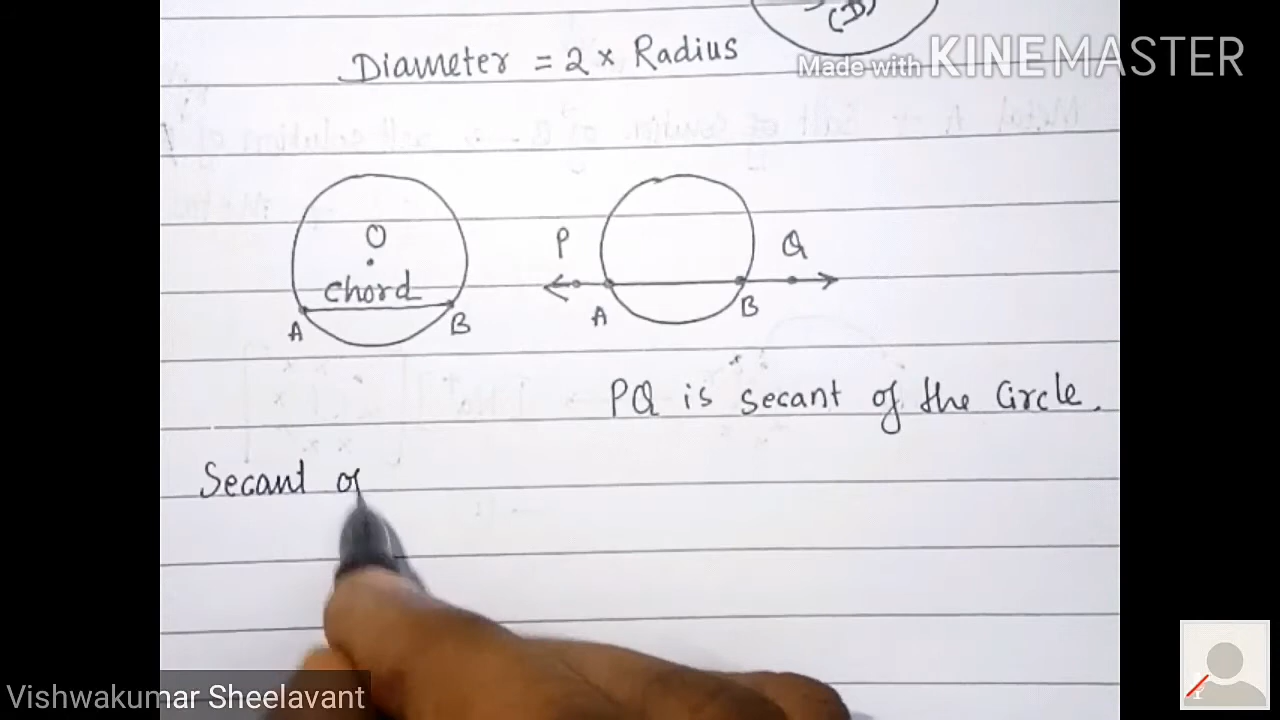 (D)
Diameter = 2 × Radius
Made with KINEMASTER
O
chord
A
B
P
Q
A
B
PQ is secant of the Circle.
Secant of
Vishwakumar Sheelavant